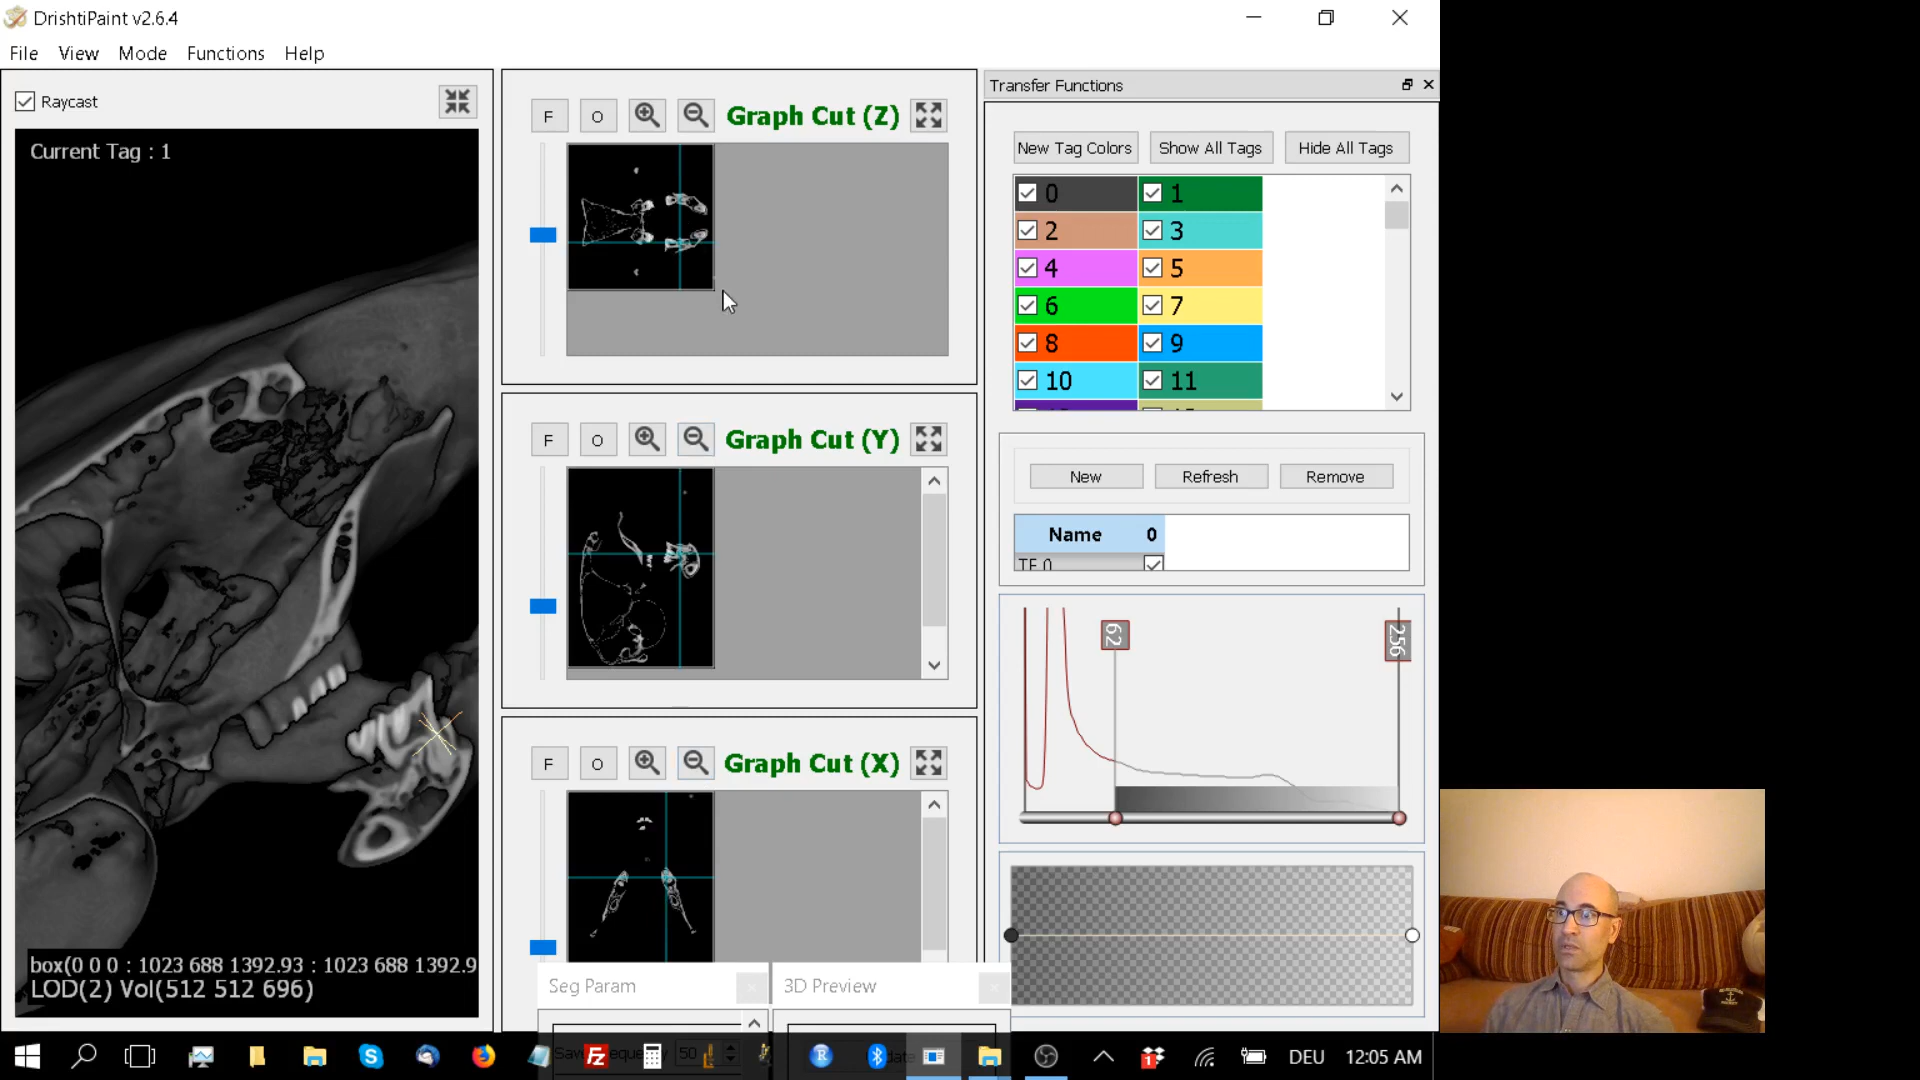 DrishtiPaint v2.6.4
File View Mode Functions Help
Raycast
Current Tag : 1
box(0 0 0 : 1023 688 1392.93 : 1023 688 1392.9
LOD(2) Vol(512 512 696)
F O Graph Cut (Z)
F O Graph Cut (Y)
F O Graph Cut (X)
Seg Param
3D Preview
50
Transfer Functions
New Tag Colors Show All Tags Hide All Tags
0 1
2 3
4 5
6 7
8 9
10 11
New Refresh Remove
Name 0
TF 0
62 256
DEU 12:05 AM